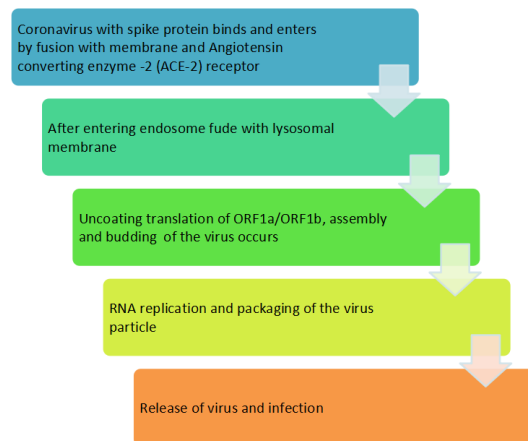 Coronavirus with spike protein binds and enters
by fusion with membrane and Angiotensin
converting enzyme -2 (ACE-2) receptor
After entering endosome fude with lysosomal
membrane
Uncoating translation of ORF1a/ORF1b, assembly
and budding of the virus occurs
RNA replication and packaging of the virus
particle
Release of virus and infection